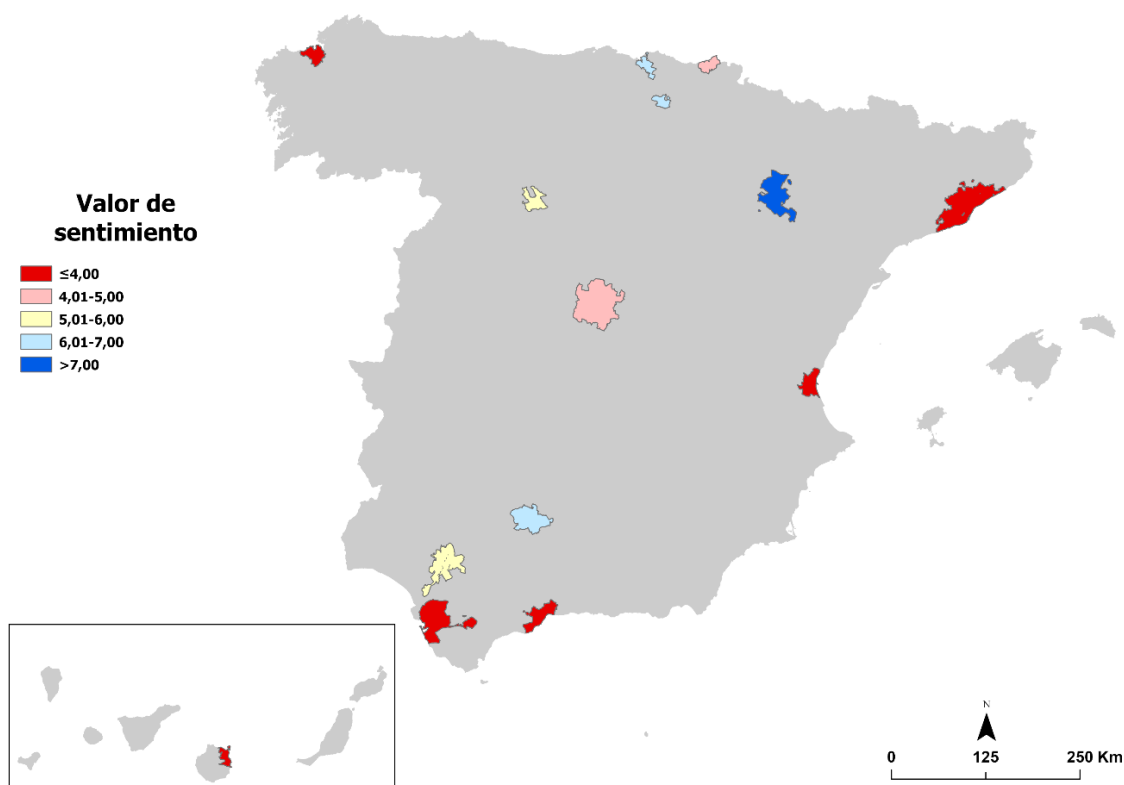 Valor de
sentimiento
≤4,00
4,01-5,00
5,01-6,00
6,01-7,00
>7,00
N
0 125 250 Km